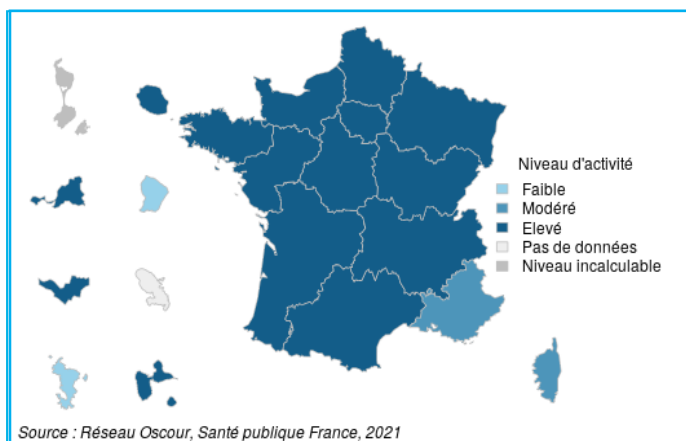 Niveau d'activité
Faible
Modéré
Elevé
Pas de données
Niveau incalculable
Source : Réseau Oscour, Santé publique France, 2021